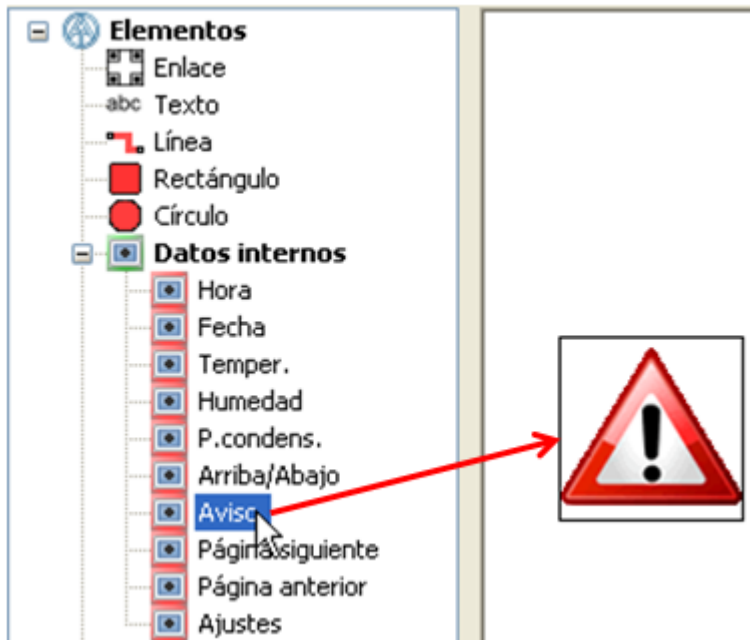 Elementos
Enlace
abc Texto
Línea
Rectángulo
Círculo
Datos internos
Hora
Fecha
Temper.
Humedad
P.condens.
Arriba/Abajo
Aviso
Página siguiente
Página anterior
Ajustes